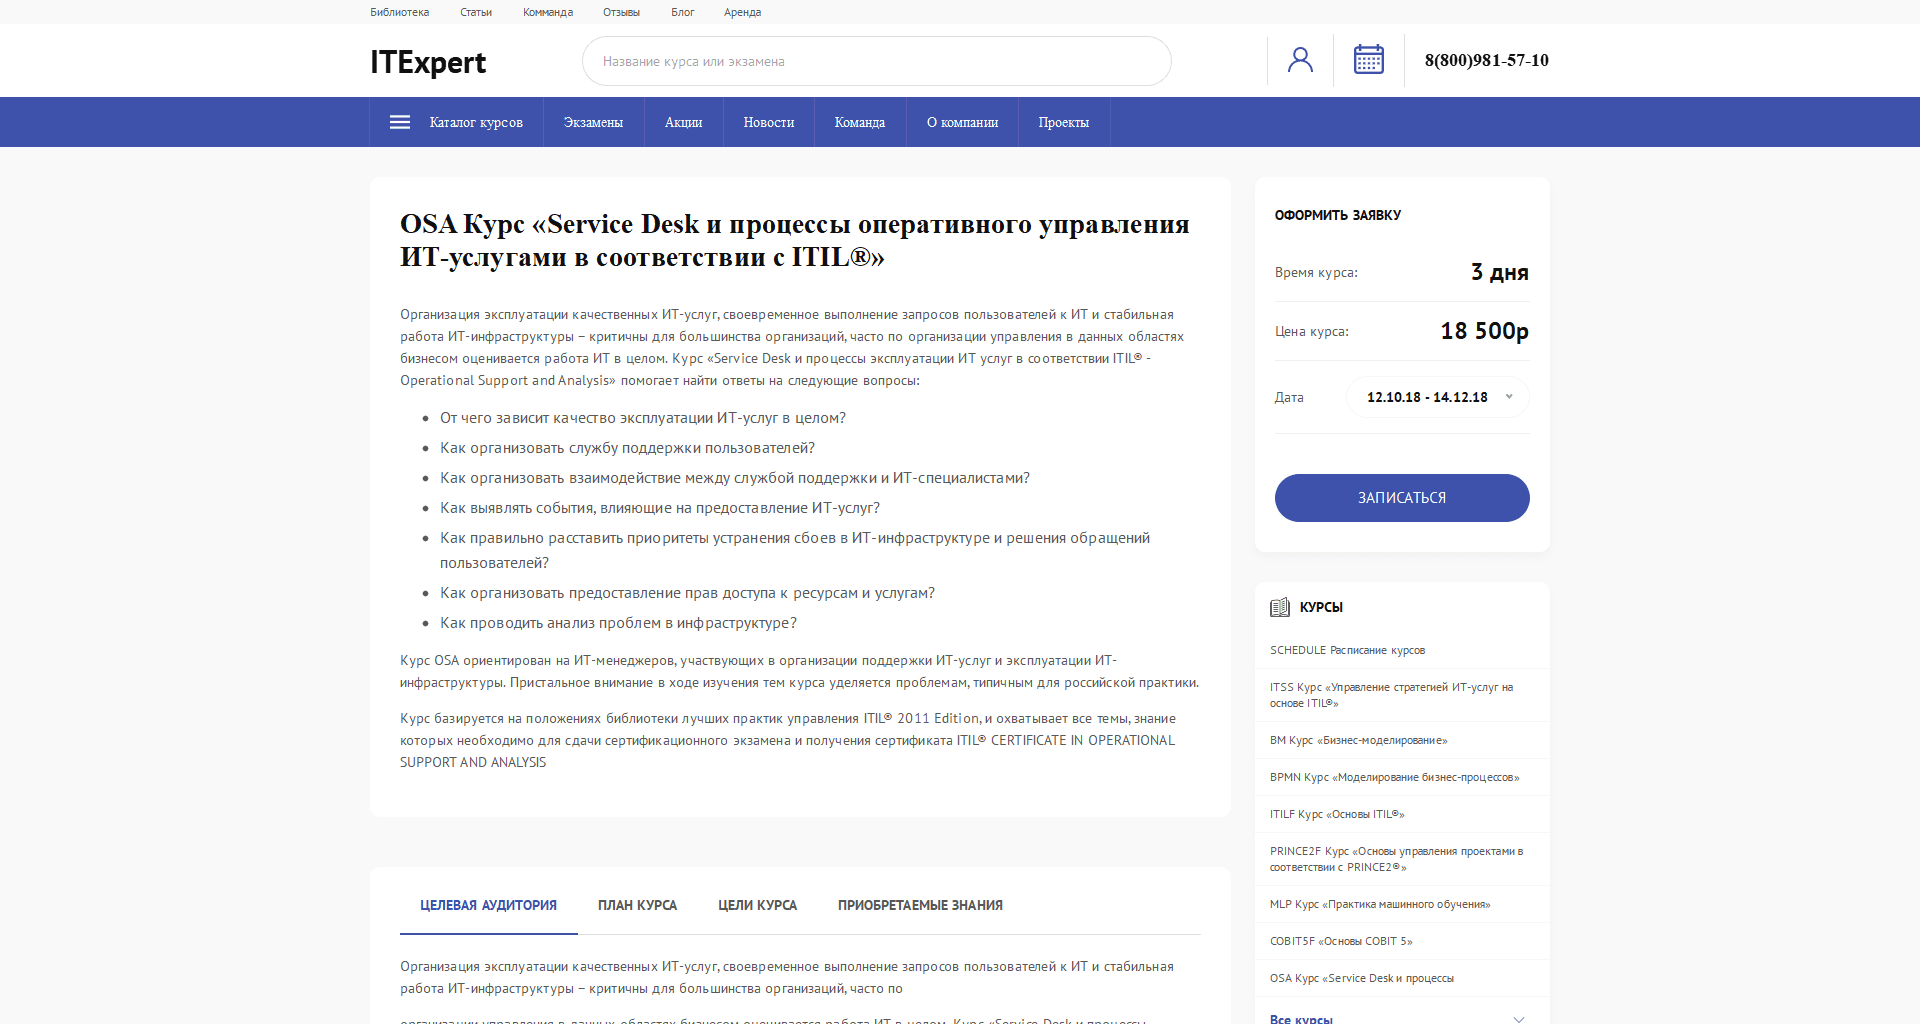 Библиотека Статьи Комманда Отзывы Блог Аренда
ITExpert
Название курса или экзамена
8(800)981-57-10
Каталог курсов Экзамены Акции Новости Команда О компании Проекты
OSA Курс «Service Desk и процессы оперативного управления
ИТ-услугами в соответствии с ITIL®»
Организация эксплуатации качественных ИТ-услуг, своевременное выполнение запросов пользователей к ИТ и стабильная
работа ИТ-инфраструктуры – критичны для большинства организаций, часто по организации управления в данных областях
бизнесом оценивается работа ИТ в целом. Курс «Service Desk и процессы эксплуатации ИТ услуг в соответствии ITIL® -
Operational Support and Analysis» помогает найти ответы на следующие вопросы:
От чего зависит качество эксплуатации ИТ-услуг в целом?
Как организовать службу поддержки пользователей?
Как организовать взаимодействие между службой поддержки и ИТ-специалистами?
Как выявлять события, влияющие на предоставление ИТ-услуг?
Как правильно расставить приоритеты устранения сбоев в ИТ-инфраструктуре и решения обращений
пользователей?
Как организовать предоставление прав доступа к ресурсам и услугам?
Как проводить анализ проблем в инфраструктуре?
Курс OSA ориентирован на ИТ-менеджеров, участвующих в организации поддержки ИТ-услуг и эксплуатации ИТ-
инфраструктуры. Пристальное внимание в ходе изучения тем курса уделяется проблемам, типичным для российской практики.
Курс базируется на положениях библиотеки лучших практик управления ITIL® 2011 Edition, и охватывает все темы, знание
которых необходимо для сдачи сертификационного экзамена и получения сертификата ITIL® CERTIFICATE IN OPERATIONAL
SUPPORT AND ANALYSIS
ЦЕЛЕВАЯ АУДИТОРИЯ ПЛАН КУРСА ЦЕЛИ КУРСА ПРИОБРЕТАЕМЫЕ ЗНАНИЯ
Организация эксплуатации качественных ИТ-услуг, своевременное выполнение запросов пользователей к ИТ и стабильная
работа ИТ-инфраструктуры – критичны для большинства организаций, часто по
организации управления в данных областях бизнесом оценивается работа ИТ в целом. Курс «Service Desk и процессы
ОФОРМИТЬ ЗАЯВКУ
Время курса: 3 дня
Цена курса: 18 500р
Дата 12.10.18 - 14.12.18
ЗАПИСАТЬСЯ
КУРСЫ
SCHEDULE Расписание курсов
ITSS Курс «Управление стратегией ИТ-услуг на
основе ITIL®»
BM Курс «Бизнес-моделирование»
BPMN Курс «Моделирование бизнес-процессов»
ITILF Курс «Основы ITIL®»
PRINCE2F Курс «Основы управления проектами в
соответствии с PRINCE2®»
MLP Курс «Практика машинного обучения»
COBIT5F «Основы COBIT 5»
OSA Курс «Service Desk и процессы
Все курсы